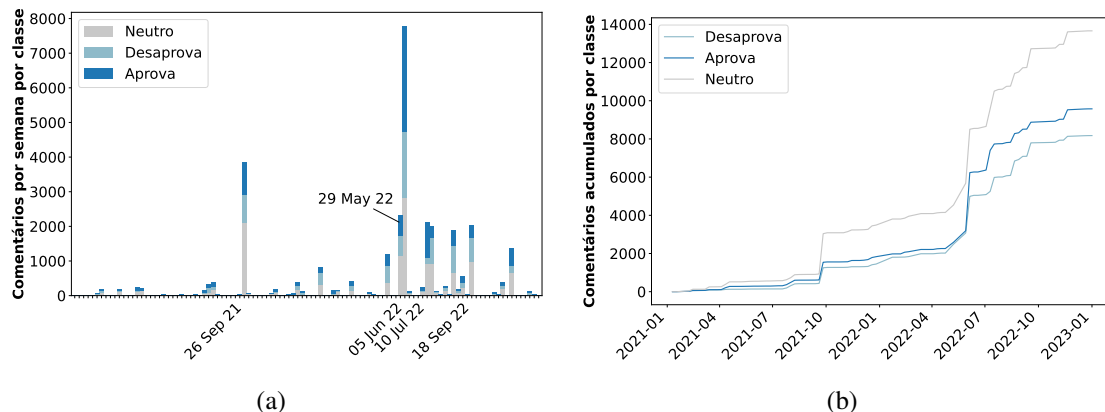 Comentários por semana por classe
8000
7000
6000
5000
4000
3000
2000
1000
0
Neutro
Desaprova
Aprova
29 May 22
26 Sep 21
05 Jun 22
10 Jul 22
18 Sep 22
(a)
Comentários acumulados por classe
14000
12000
10000
8000
6000
4000
2000
0
Desaprova
Aprova
Neutro
2021-01
2021-04
2021-07
2021-10
2022-01
2022-04
2022-07
2022-10
2023-01
(b)